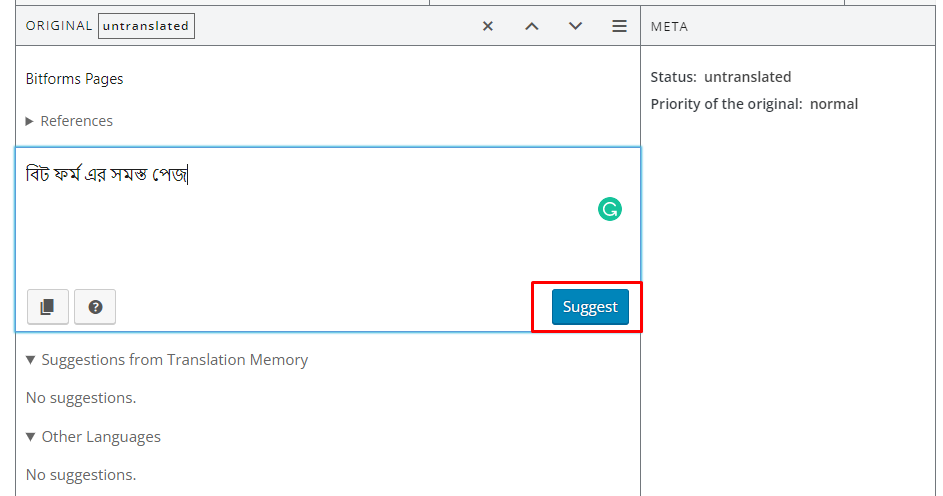 ORIGINAL untranslated
META
Bitforms Pages
Status: untranslated
Priority of the original: normal
References
বিট ফর্ম এর সমস্ত পেজ
Suggest
Suggestions from Translation Memory
No suggestions.
Other Languages
No suggestions.